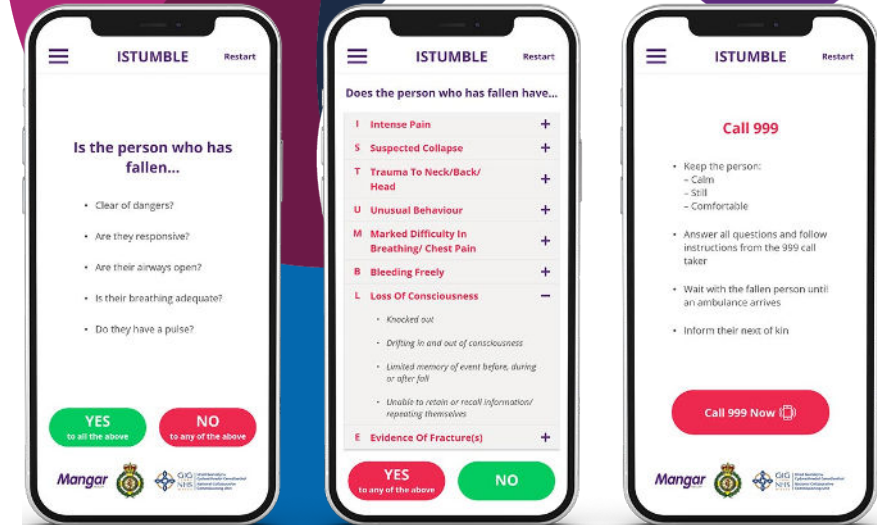 ISTUMBLE
Restart
Is the person who has
fallen...
• Clear of dangers?
• Are they responsive?
• Are their airways open?
• Is their breathing adequate?
• Do they have a pulse?
YES
to all the above
NO
to any of the above
Mangar
GIG
NHS
ISTUMBLE
Restart
Does the person who has fallen have...
I Intense Pain +
S Suspected Collapse +
T Trauma To Neck/Back/
Head +
U Unusual Behaviour +
M Marked Difficulty In
Breathing/ Chest Pain +
B Bleeding Freely +
L Loss Of Consciousness −
• Knocked out
• Drifting in and out of consciousness
• Limited memory of event before, during
or after fall
• Unable to retain or recall information/
repeating themselves
E Evidence Of Fracture(s) +
YES
to any of the above
NO
ISTUMBLE
Restart
Call 999
• Keep the person:
– Calm
– Still
– Comfortable
• Answer all questions and follow
instructions from the 999 call
taker
• Wait with the fallen person until
an ambulance arrives
• Inform their next of kin
Call 999 Now
Mangar
GIG
NHS